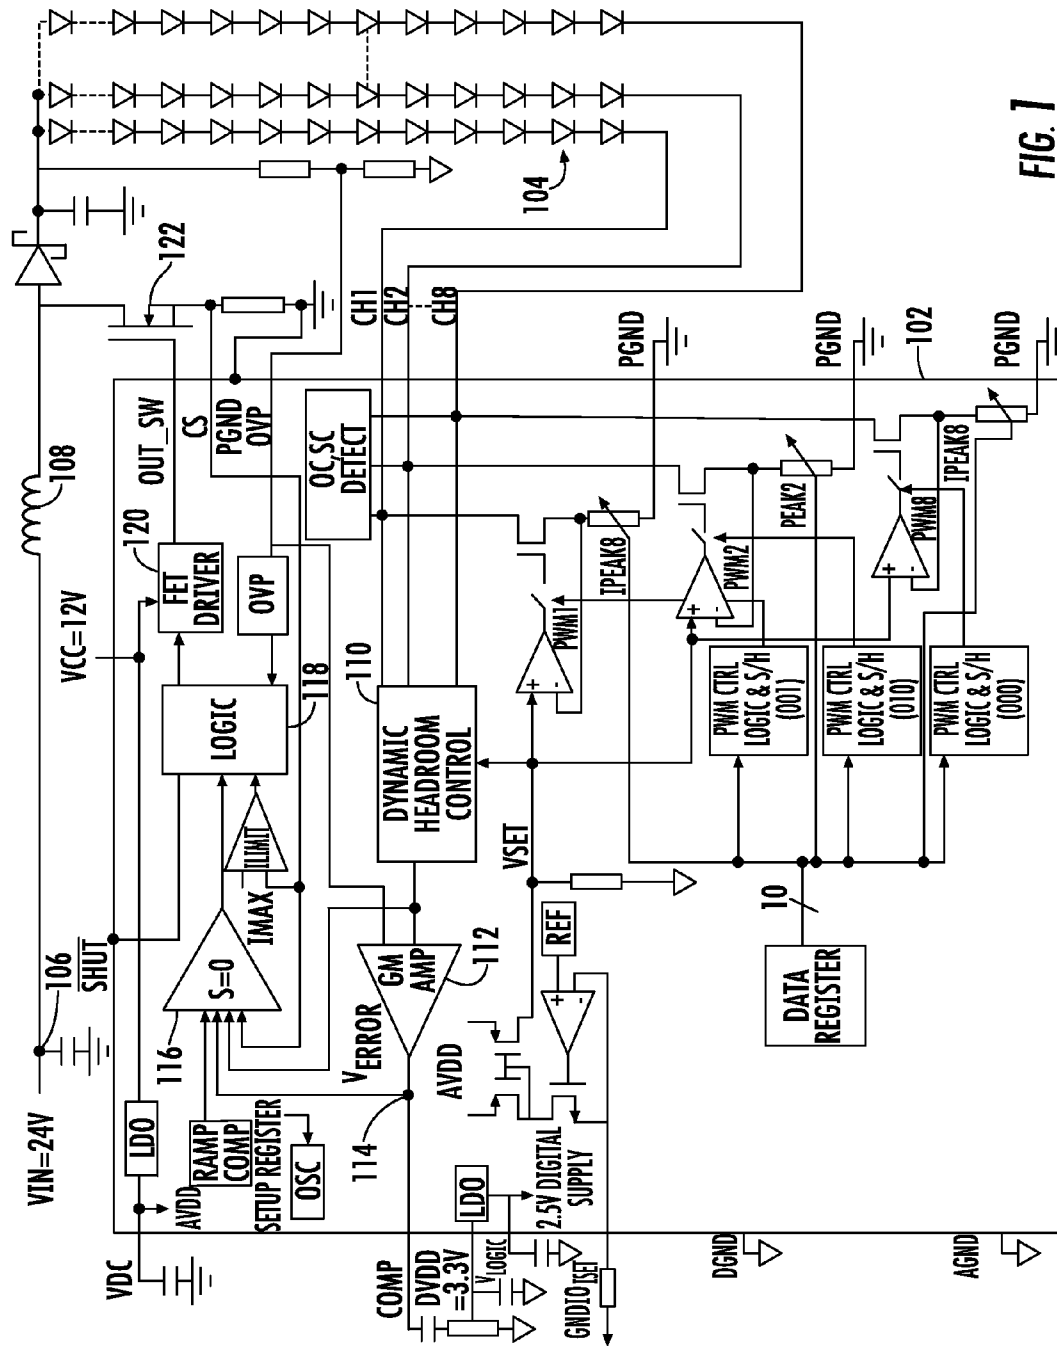 VIN=24V
106
108
VCC=12V
VDC
LDO
AVDD
SHUT
116
RAMP
COMP
SETUP REGISTER
OSC
S=0
IMAX
ILIMIT
LOGIC
118
120
FET
DRIVER
OVP
OUT_SW
122
CS
PGND
OVP
COMP
114
VERROR
GM
AMP
112
DYNAMIC
HEADROOM
CONTROL
110
OC/SC
DETECT
CH1
CH2
CH8
104
DVDD
=3.3V
VLOGIC
LDO
2.5V DIGITAL
SUPPLY
AVDD
REF
+
-
VSET
GNDIO
ISET
+
-
PWM1
IPEAK8
PGND
+
-
PWM2
PEAK2
PGND
+
-
PWM8
IPEAK8
PGND
102
PWM CTRL
LOGIC & S/H
(001)
PWM CTRL
LOGIC & S/H
(010)
PWM CTRL
LOGIC & S/H
(000)
10
DATA
REGISTER
DGND
AGND
FIG. 1